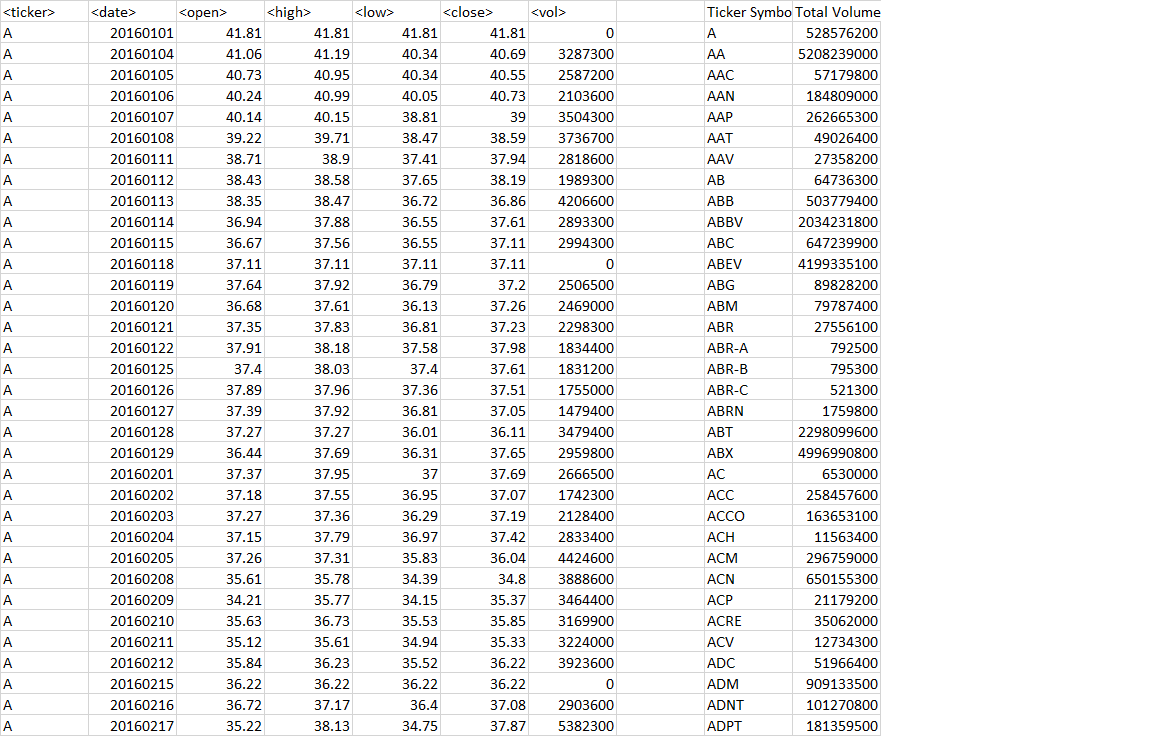 <ticker> <date> <open> <high> <low> <close> <vol> Ticker Symbo Total Volume
A 20160101 41.81 41.81 41.81 41.81 0 A 528576200
A 20160104 41.06 41.19 40.34 40.69 3287300 AA 5208239000
A 20160105 40.73 40.95 40.34 40.55 2587200 AAC 57179800
A 20160106 40.24 40.99 40.05 40.73 2103600 AAN 184809000
A 20160107 40.14 40.15 38.81 39 3504300 AAP 262665300
A 20160108 39.22 39.71 38.47 38.59 3736700 AAT 49026400
A 20160111 38.71 38.9 37.41 37.94 2818600 AAV 27358200
A 20160112 38.43 38.58 37.65 38.19 1989300 AB 64736300
A 20160113 38.35 38.47 36.72 36.86 4206600 ABB 503779400
A 20160114 36.94 37.88 36.55 37.61 2893300 ABBV 2034231800
A 20160115 36.67 37.56 36.55 37.11 2994300 ABC 647239900
A 20160118 37.11 37.11 37.11 37.11 0 ABEV 4199335100
A 20160119 37.64 37.92 36.79 37.2 2506500 ABG 89828200
A 20160120 36.68 37.61 36.13 37.26 2469000 ABM 79787400
A 20160121 37.35 37.83 36.81 37.23 2298300 ABR 27556100
A 20160122 37.91 38.18 37.58 37.98 1834400 ABR-A 792500
A 20160125 37.4 38.03 37.4 37.61 1831200 ABR-B 795300
A 20160126 37.89 37.96 37.36 37.51 1755000 ABR-C 521300
A 20160127 37.39 37.92 36.81 37.05 1479400 ABRN 1759800
A 20160128 37.27 37.27 36.01 36.11 3479400 ABT 2298099600
A 20160129 36.44 37.69 36.31 37.65 2959800 ABX 4996990800
A 20160201 37.37 37.95 37 37.69 2666500 AC 6530000
A 20160202 37.18 37.55 36.95 37.07 1742300 ACC 258457600
A 20160203 37.27 37.36 36.29 37.19 2128400 ACCO 163653100
A 20160204 37.15 37.79 36.97 37.42 2833400 ACH 11563400
A 20160205 37.26 37.31 35.83 36.04 4424600 ACM 296759000
A 20160208 35.61 35.78 34.39 34.8 3888600 ACN 650155300
A 20160209 34.21 35.77 34.15 35.37 3464400 ACP 21179200
A 20160210 35.63 36.73 35.53 35.85 3169900 ACRE 35062000
A 20160211 35.12 35.61 34.94 35.33 3224000 ACV 12734300
A 20160212 35.84 36.23 35.52 36.22 3923600 ADC 51966400
A 20160215 36.22 36.22 36.22 36.22 0 ADM 909133500
A 20160216 36.72 37.17 36.4 37.08 2903600 ADNT 101270800
A 20160217 35.22 38.13 34.75 37.87 5382300 ADPT 181359500